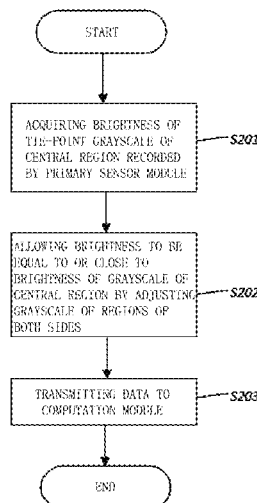 START
ACQUIRING BRIGHTNESS OF
TIE-POINT GRAYSCALE OF
CENTRAL REGION RECORDED
BY PRIMARY SENSOR MODULE
S201
ALLOWING BRIGHTNESS TO BE
EQUAL TO OR CLOSE TO
BRIGHTNESS OF GRAYSCALE OF
CENTRAL REGION BY ADJUSTING
GRAYSCALE OF REGIONS OF
BOTH SIDES
S202
TRANSMITTING DATA TO
COMPUTATION MODULE
S203
END